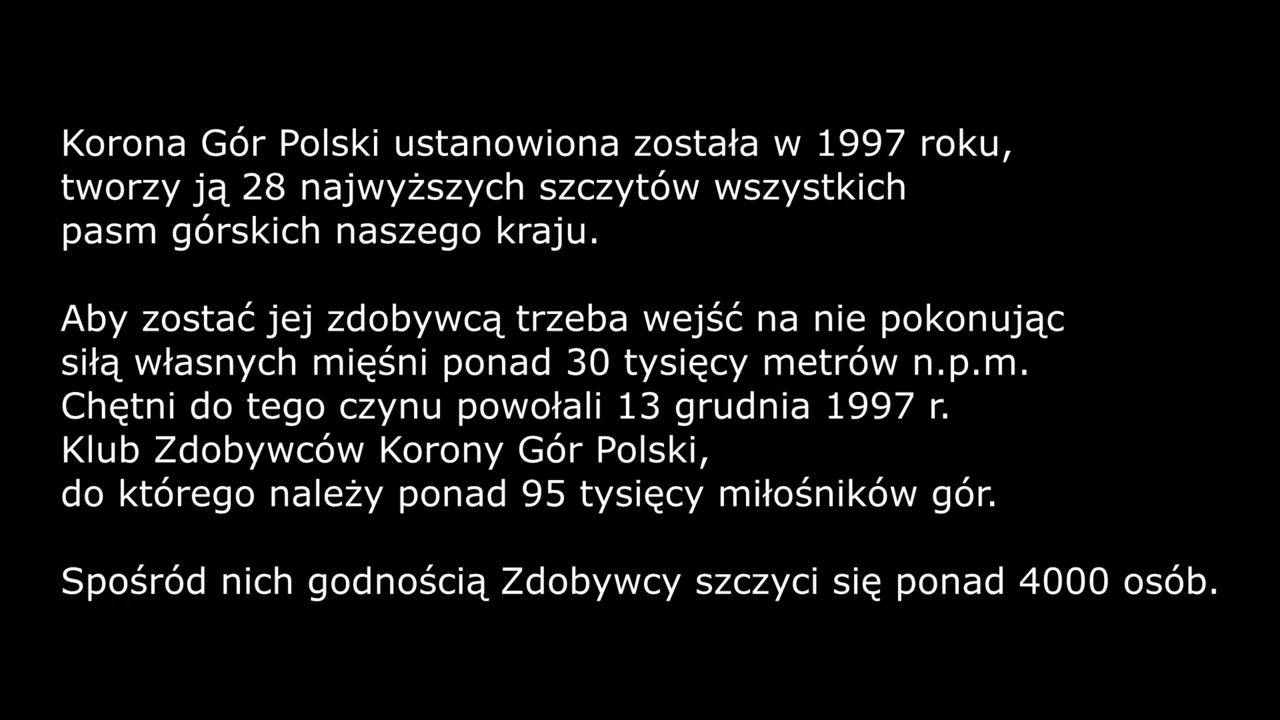 Korona Gór Polski ustanowiona została w 1997 roku,
tworzy ją 28 najwyższych szczytów wszystkich
pasm górskich naszego kraju.
Aby zostać jej zdobywcą trzeba wejść na nie pokonując
siłą własnych mięśni ponad 30 tysięcy metrów n.p.m.
Chętni do tego czynu powołali 13 grudnia 1997 r.
Klub Zdobywców Korony Gór Polski,
do którego należy ponad 95 tysięcy miłośników gór.
Spośród nich godnością Zdobywcy szczyci się ponad 4000 osób.